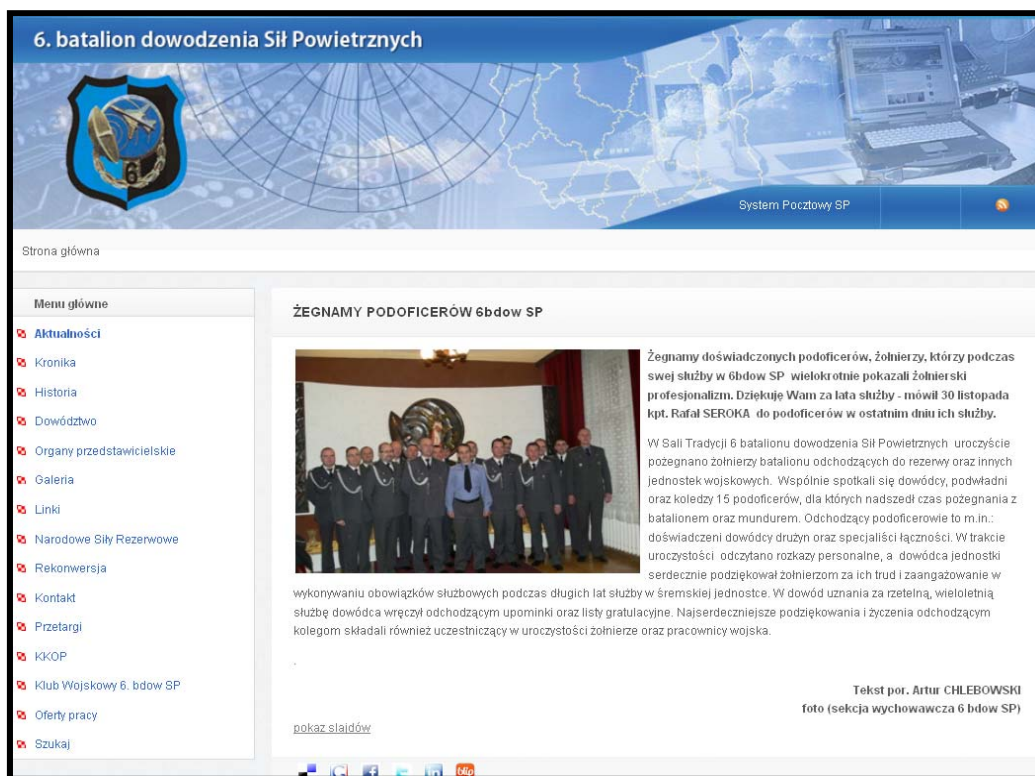 6. batalion dowodzenia Sił Powietrznych
6
System Pocztowy SP
Strona główna
Menu główne
Aktualności
Kronika
Historia
Dowództwo
Organy przedstawicielskie
Galeria
Linki
Narodowe Siły Rezerwowe
Rekonwersja
Kontakt
Przetargi
KKOP
Klub Wojskowy 6. bdow SP
Oferty pracy
Szukaj
ŻEGNAMY PODOFICERÓW 6bdow SP
Żegnamy doświadczonych podoficerów, żołnierzy, którzy podczas
swej służby w 6bdow SP wielokrotnie pokazali żołnierski
profesjonalizm. Dziękuję Wam za lata służby - mówił 30 listopada
kpt. Rafał SEROKA do podoficerów w ostatnim dniu ich służby.
W Sali Tradycji 6 batalionu dowodzenia Sił Powietrznych uroczyście
pożegnano żołnierzy batalionu odchodzących do rezerwy oraz innych
jednostek wojskowych. Wspólnie spotkali się dowódcy, podwładni
oraz koledzy 15 podoficerów, dla których nadszedł czas pożegnania z
batalionem oraz mundurem. Odchodzący podoficerowie to m.in.:
doświadczeni dowódcy drużyn oraz specjaliści łączności. W trakcie
uroczystości odczytano rozkazy personalne, a dowódca jednostki
serdecznie podziękował żołnierzom za ich trud i zaangażowanie w
wykonywaniu obowiązków służbowych podczas długich lat służby w śremskiej jednostce. W dowód uznania za rzetelną, wieloletnią
służbę dowódca wręczył odchodzącym upominki oraz listy gratulacyjne. Najserdeczniejsze podziękowania i życzenia odchodzącym
kolegom składali również uczestniczący w uroczystości żołnierze oraz pracownicy wojska.
.
Tekst por. Artur CHLEBOWSKI
foto (sekcja wychowawcza 6 bdow SP)
pokaz slajdów
blip